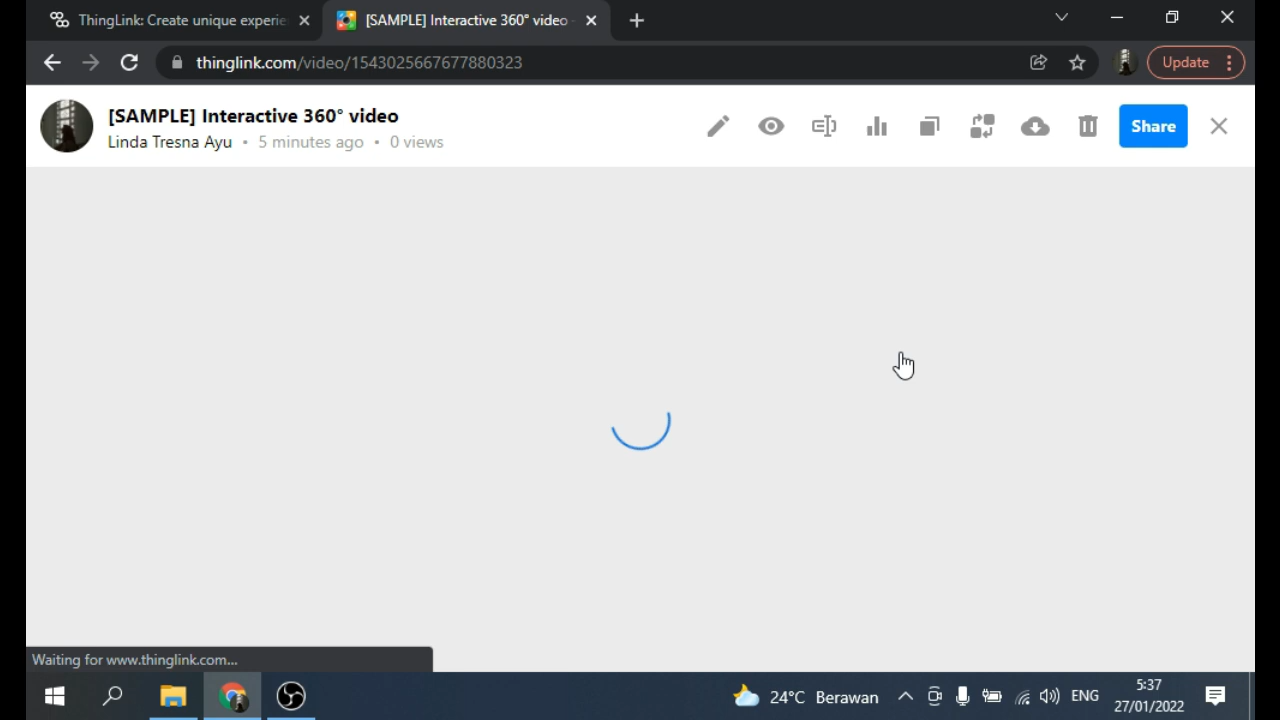 ThingLink: Create unique experie
[SAMPLE] Interactive 360° video -
thinglink.com/video/1543025667677880323
Update
[SAMPLE] Interactive 360° video
Linda Tresna Ayu • 5 minutes ago • 0 views
Share
Waiting for www.thinglink.com...
24°C Berawan
ENG
5:37
27/01/2022